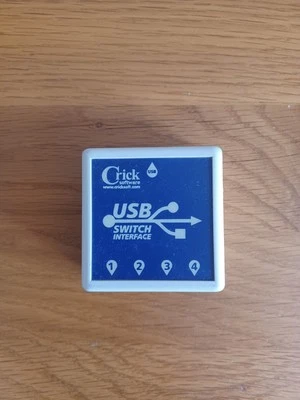 Crick
USB
software
www.cricksoft.com
USB
SWITCH
INTERFACE
1 2 3 4